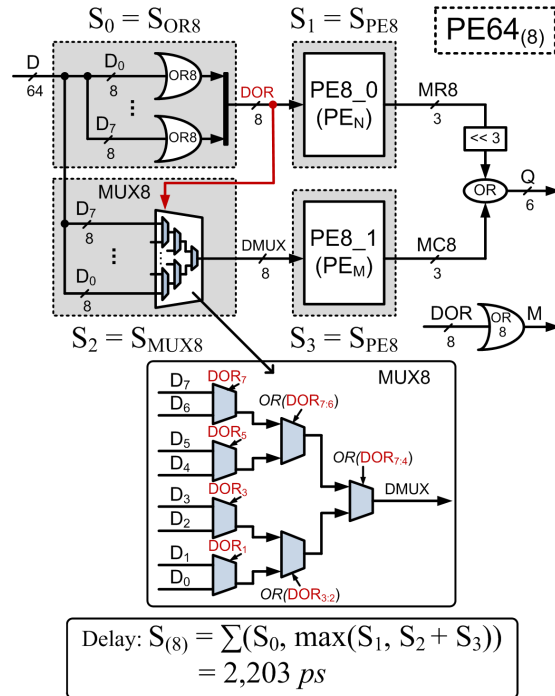 S0 = SOR8
S1 = SPE8
PE64(8)
D
64
D0
8
OR8
D7
8
OR8
DOR
8
PE8_0
(PEN)
MR8
3
<< 3
OR
Q
6
MUX8
D7
8
D0
8
DMUX
8
PE8_1
(PEM)
MC8
3
DOR
8
OR
8
M
S2 = SMUX8
S3 = SPE8
MUX8
D7
DOR7
D6
OR(DOR7:6)
D5
DOR5
D4
OR(DOR7:4)
DMUX
D3
DOR3
D2
D1
DOR1
D0
OR(DOR3:2)
Delay: S(8) = ∑(S0, max(S1, S2 + S3))
= 2,203 ps